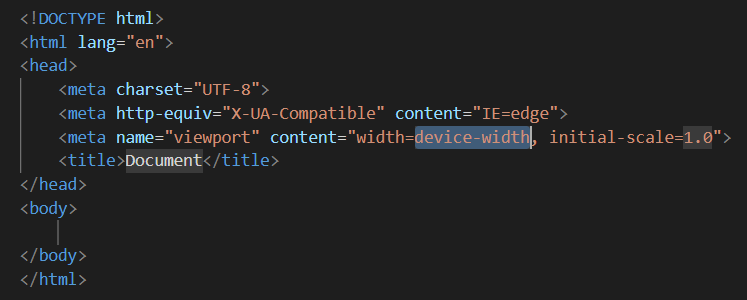 <!DOCTYPE html>
<html lang="en">
<head>
    <meta charset="UTF-8">
    <meta http-equiv="X-UA-Compatible" content="IE=edge">
    <meta name="viewport" content="width=device-width, initial-scale=1.0">
    <title>Document</title>
</head>
<body>
</body>
</html>